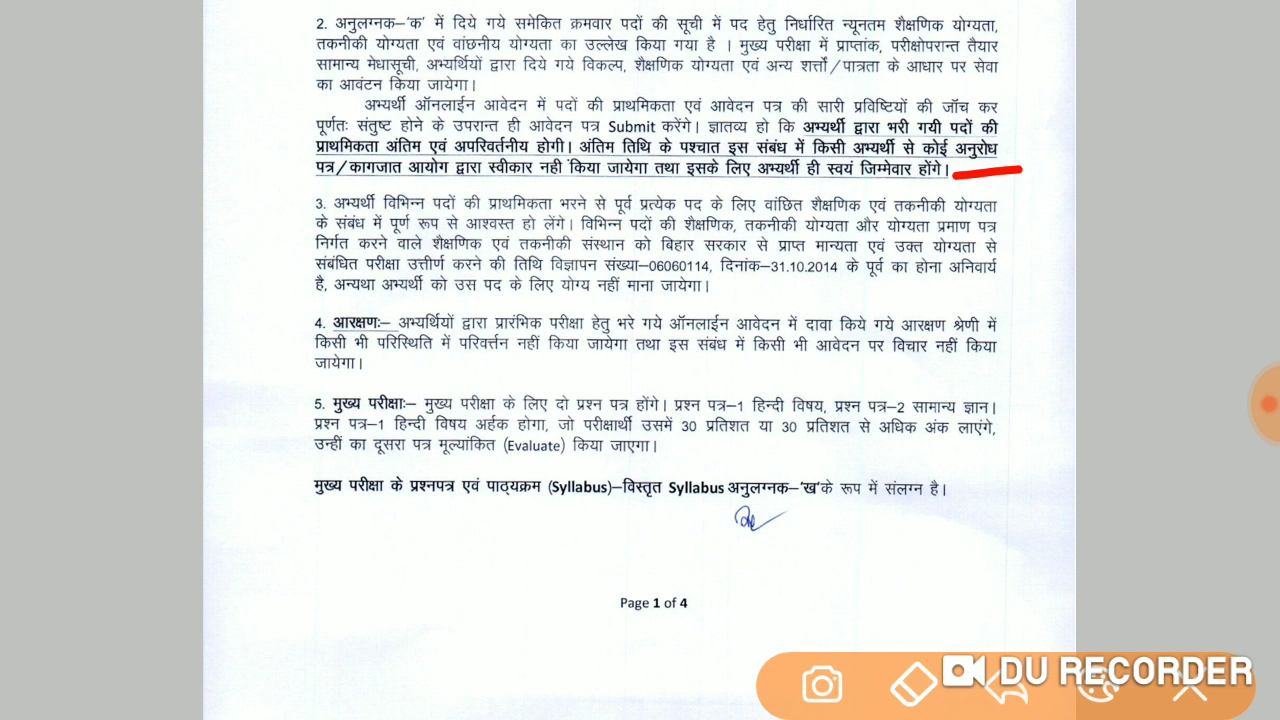 2. अनुलग्नक–'क' में दिये गये समेकित क्रमवार पदों की सूची में पद हेतु निर्धारित न्यूनतम शैक्षणिक योग्यता,
तकनीकी योग्यता एवं वांछनीय योग्यता का उल्लेख किया गया है । मुख्य परीक्षा में प्राप्तांक, परीक्षोपरान्त तैयार
सामान्य मेधासूची, अभ्यर्थियों द्वारा दिये गये विकल्प, शैक्षणिक योग्यता एवं अन्य शर्त्तो/पात्रता के आधार पर सेवा
का आवंटन किया जायेगा।
अभ्यर्थी ऑनलाईन आवेदन में पदों की प्राथमिकता एवं आवेदन पत्र की सारी प्रविष्टियों की जॉच कर
पूर्णतः संतुष्ट होने के उपरान्त ही आवेदन पत्र Submit करेंगे। ज्ञातव्य हो कि अभ्यर्थी द्वारा भरी गयी पदों की
प्राथमिकता अंतिम एवं अपरिवर्तनीय होगी। अंतिम तिथि के पश्चात इस संबंध में किसी अभ्यर्थी से कोई अनुरोध
पत्र/कागजात आयोग द्वारा स्वीकार नही किया जायेगा तथा इसके लिए अभ्यर्थी ही स्वयं जिम्मेवार होंगे।
3. अभ्यर्थी विभिन्न पदों की प्राथमिकता भरने से पूर्व प्रत्येक पद के लिए वांछित शैक्षणिक एवं तकनीकी योग्यता
के संबंध में पूर्ण रूप से आश्वस्त हो लेंगे। विभिन्न पदों की शैक्षणिक, तकनीकी योग्यता और योग्यता प्रमाण पत्र
निर्गत करने वाले शैक्षणिक एवं तकनीकी संस्थान को बिहार सरकार से प्राप्त मान्यता एवं उक्त योग्यता से
संबंधित परीक्षा उत्तीर्ण करने की तिथि विज्ञापन संख्या–06060114, दिनांक–31.10.2014 के पूर्व का होना अनिवार्य
है, अन्यथा अभ्यर्थी को उस पद के लिए योग्य नहीं माना जायेगा।
4. आरक्षणः– अभ्यर्थियों द्वारा प्रारंभिक परीक्षा हेतु भरे गये ऑनलाईन आवेदन में दावा किये गये आरक्षण श्रेणी में
किसी भी परिस्थिति में परिवर्त्तन नहीं किया जायेगा तथा इस संबंध में किसी भी आवेदन पर विचार नहीं किया
जायेगा।
5. मुख्य परीक्षाः– मुख्य परीक्षा के लिए दो प्रश्न पत्र होंगे। प्रश्न पत्र–1 हिन्दी विषय, प्रश्न पत्र–2 सामान्य ज्ञान।
प्रश्न पत्र–1 हिन्दी विषय अर्हक होगा, जो परीक्षार्थी उसमें 30 प्रतिशत या 30 प्रतिशत से अधिक अंक लाएंगे,
उन्हीं का दूसरा पत्र मूल्यांकित (Evaluate) किया जाएगा।
मुख्य परीक्षा के प्रश्नपत्र एवं पाठ्यक्रम (Syllabus)–विस्तृत Syllabus अनुलग्नक–'ख'के रूप में संलग्न है।
Page 1 of 4
DU RECORDER